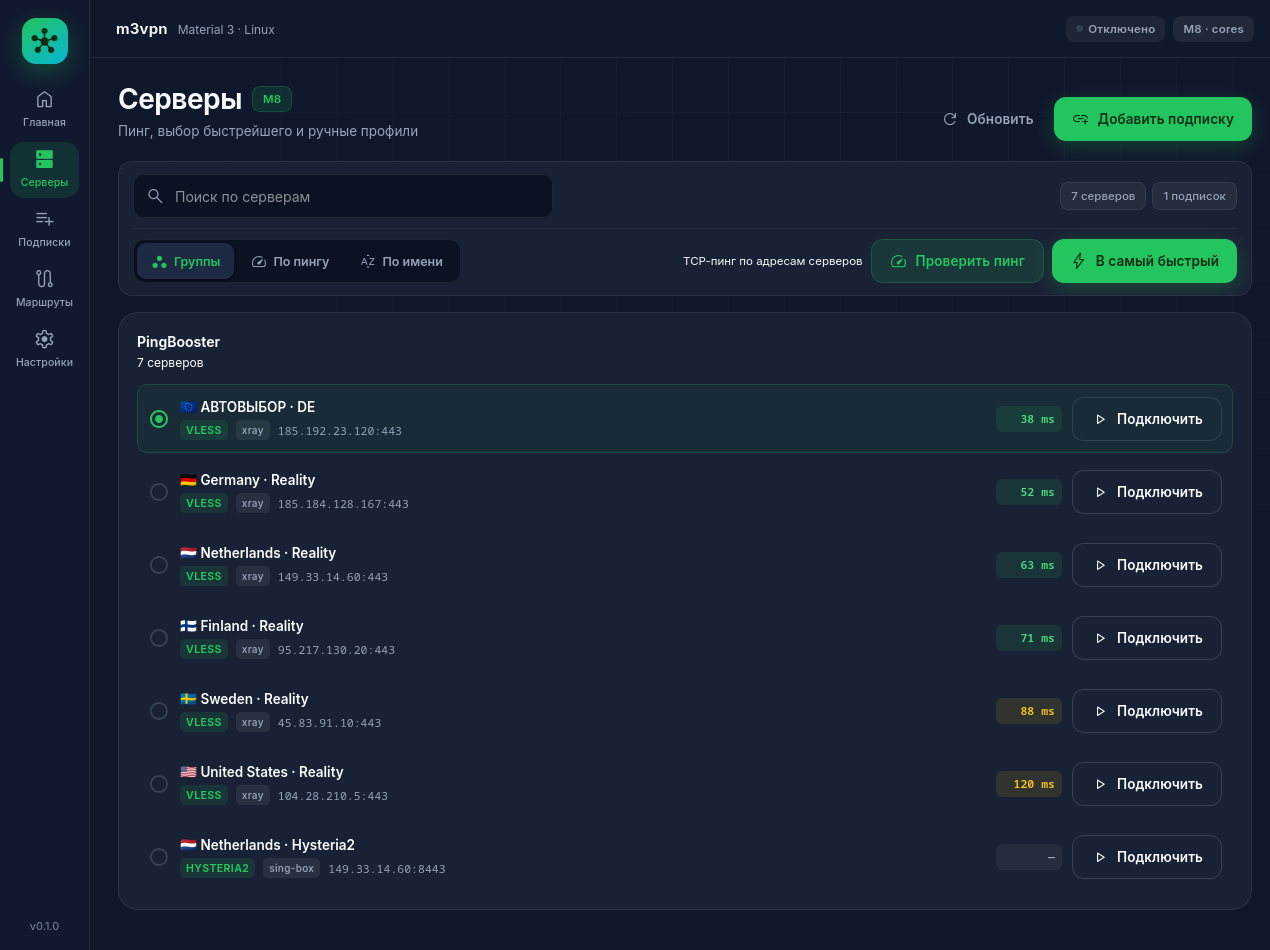 m3vpn Material 3 · Linux
Отключено
M8 · cores
Главная
Серверы
Подписки
Маршруты
Настройки
v0.1.0
Серверы M8
Пинг, выбор быстрейшего и ручные профили
Обновить
Добавить подписку
Поиск по серверам
7 серверов
1 подписок
Группы
По пингу
По имени
TCP-пинг по адресам серверов
Проверить пинг
В самый быстрый
PingBooster
7 серверов
АВТОВЫБОР · DE
VLESS xray 185.192.23.120:443
38 ms
Подключить
Germany · Reality
VLESS xray 185.184.128.167:443
52 ms
Подключить
Netherlands · Reality
VLESS xray 149.33.14.60:443
63 ms
Подключить
Finland · Reality
VLESS xray 95.217.130.20:443
71 ms
Подключить
Sweden · Reality
VLESS xray 45.83.91.10:443
88 ms
Подключить
United States · Reality
VLESS xray 104.28.210.5:443
120 ms
Подключить
Netherlands · Hysteria2
HYSTERIA2 sing-box 149.33.14.60:8443
—
Подключить